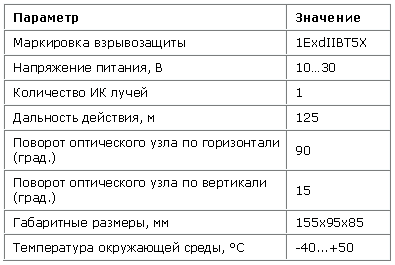 Параметр Значение
Маркировка взрывозащиты 1ExdIIBT5X
Напряжение питания, В 10...30
Количество ИК лучей 1
Дальность действия, м 125
Поворот оптического узла по горизонтали
(град.) 90
Поворот оптического узла по вертикали
(град.) 15
Габаритные размеры, мм 155х95х85
Температура окружающей среды, °С -40...+50